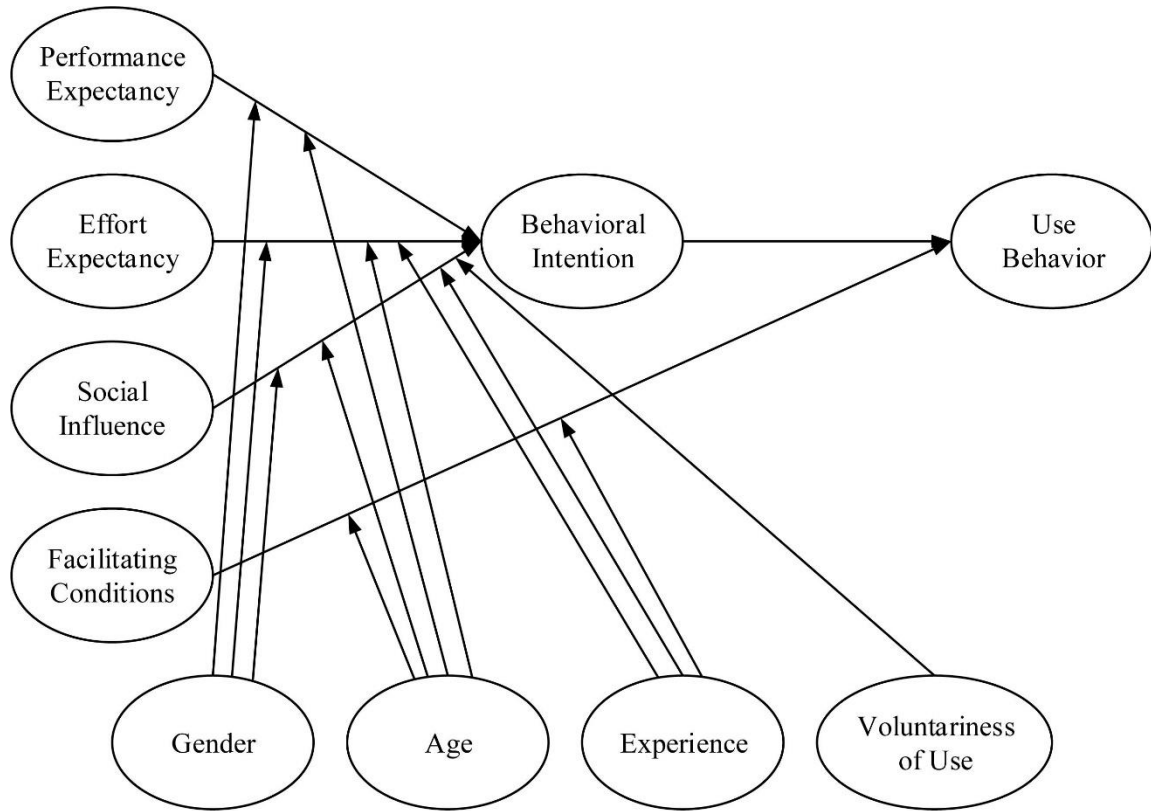 Performance
Expectancy
Effort
Expectancy
Behavioral
Intention
Use
Behavior
Social
Influence
Facilitating
Conditions
Gender
Age
Experience
Voluntariness
of Use